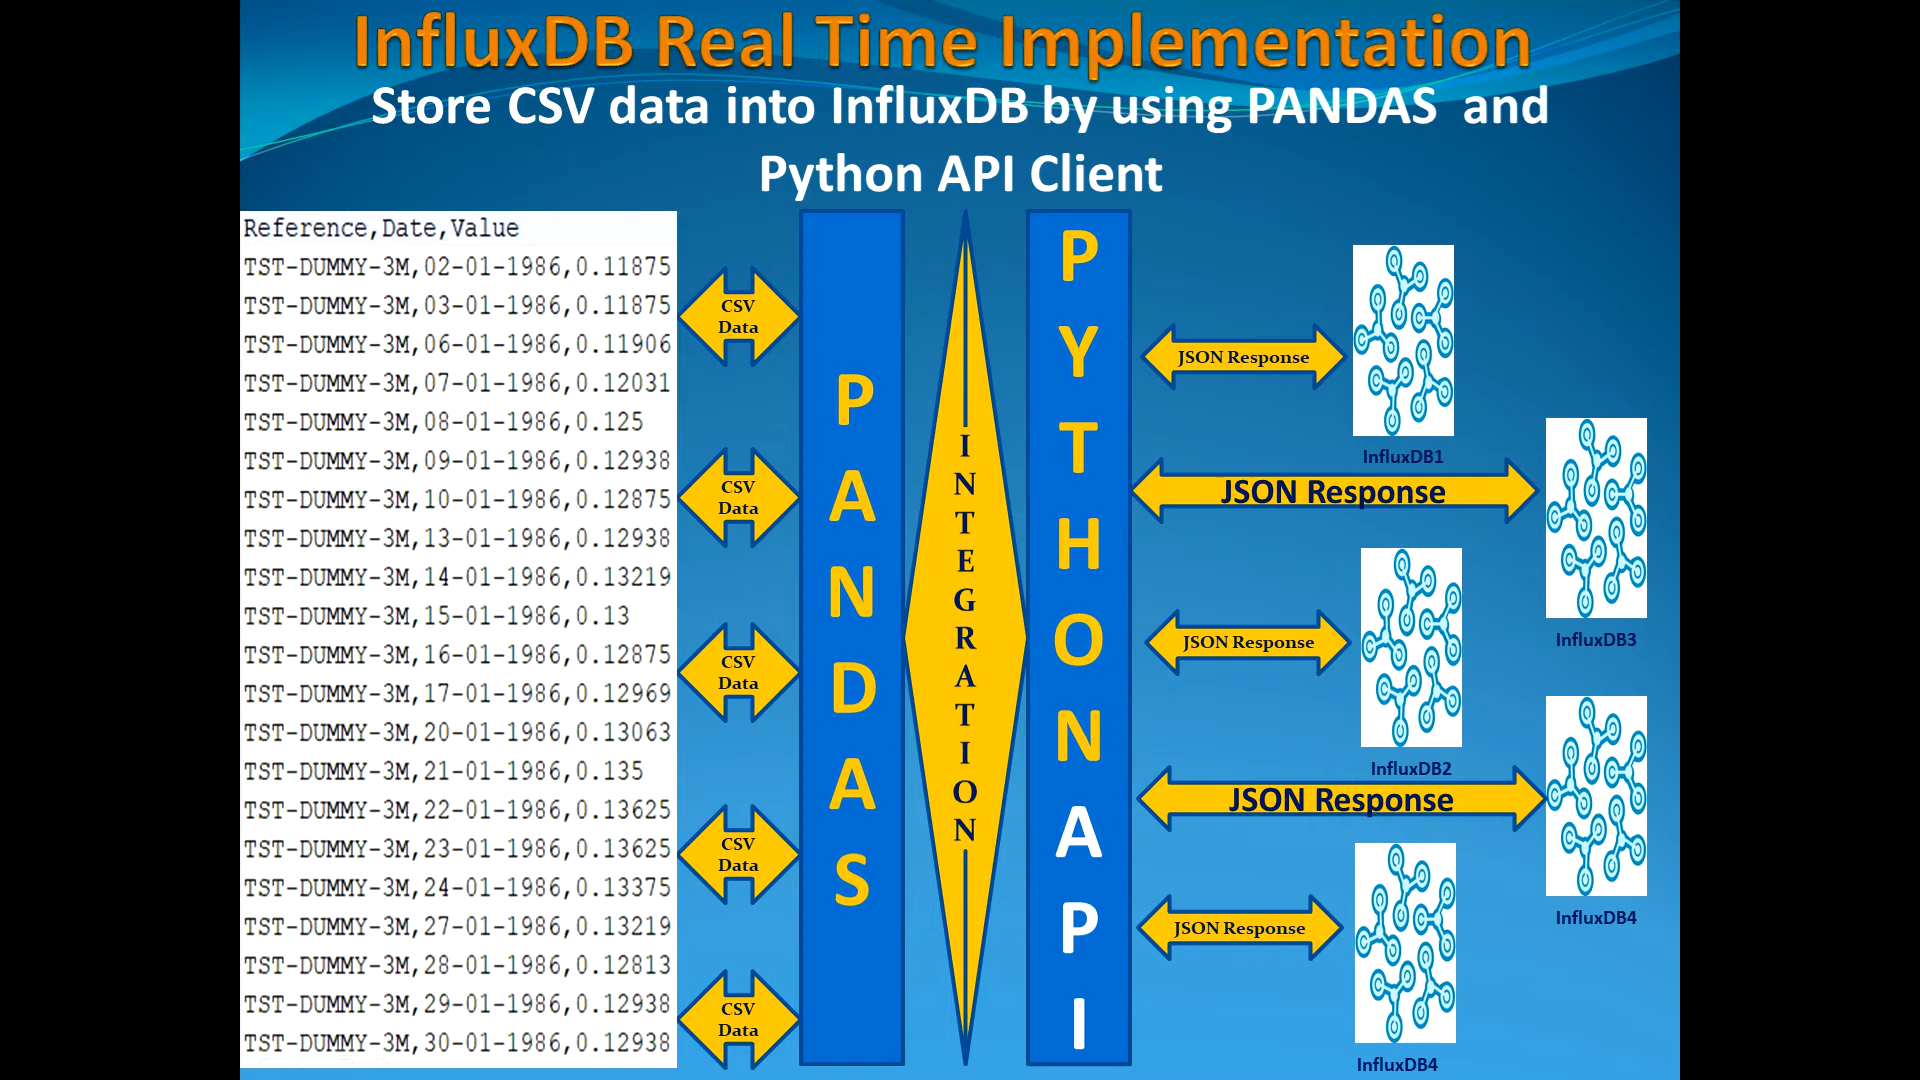 InfluxDB Real Time Implementation
Store CSV data into InfluxDB by using PANDAS and
Python API Client
Reference,Date,Value
TST-DUMMY-3M,02-01-1986,0.11875
TST-DUMMY-3M,03-01-1986,0.11875
TST-DUMMY-3M,06-01-1986,0.11906
TST-DUMMY-3M,07-01-1986,0.12031
TST-DUMMY-3M,08-01-1986,0.125
TST-DUMMY-3M,09-01-1986,0.12938
TST-DUMMY-3M,10-01-1986,0.12875
TST-DUMMY-3M,13-01-1986,0.12938
TST-DUMMY-3M,14-01-1986,0.13219
TST-DUMMY-3M,15-01-1986,0.13
TST-DUMMY-3M,16-01-1986,0.12875
TST-DUMMY-3M,17-01-1986,0.12969
TST-DUMMY-3M,20-01-1986,0.13063
TST-DUMMY-3M,21-01-1986,0.135
TST-DUMMY-3M,22-01-1986,0.13625
TST-DUMMY-3M,23-01-1986,0.13625
TST-DUMMY-3M,24-01-1986,0.13375
TST-DUMMY-3M,27-01-1986,0.13219
TST-DUMMY-3M,28-01-1986,0.12813
TST-DUMMY-3M,29-01-1986,0.12938
TST-DUMMY-3M,30-01-1986,0.12938
CSV
Data
CSV
Data
CSV
Data
CSV
Data
CSV
Data
PANDAS
INTEGRATION
PYTHON API
JSON Response
InfluxDB1
JSON Response
InfluxDB3
JSON Response
InfluxDB2
JSON Response
InfluxDB4
JSON Response
InfluxDB4